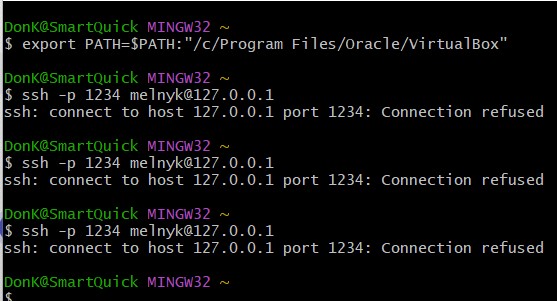 DonK@SmartQuick MINGW32 ~
$ export PATH=$PATH:"/c/Program Files/Oracle/VirtualBox"
DonK@SmartQuick MINGW32 ~
$ ssh -p 1234 melnyk@127.0.0.1
ssh: connect to host 127.0.0.1 port 1234: Connection refused
DonK@SmartQuick MINGW32 ~
$ ssh -p 1234 melnyk@127.0.0.1
ssh: connect to host 127.0.0.1 port 1234: Connection refused
DonK@SmartQuick MINGW32 ~
$ ssh -p 1234 melnyk@127.0.0.1
ssh: connect to host 127.0.0.1 port 1234: Connection refused
DonK@SmartQuick MINGW32 ~
$